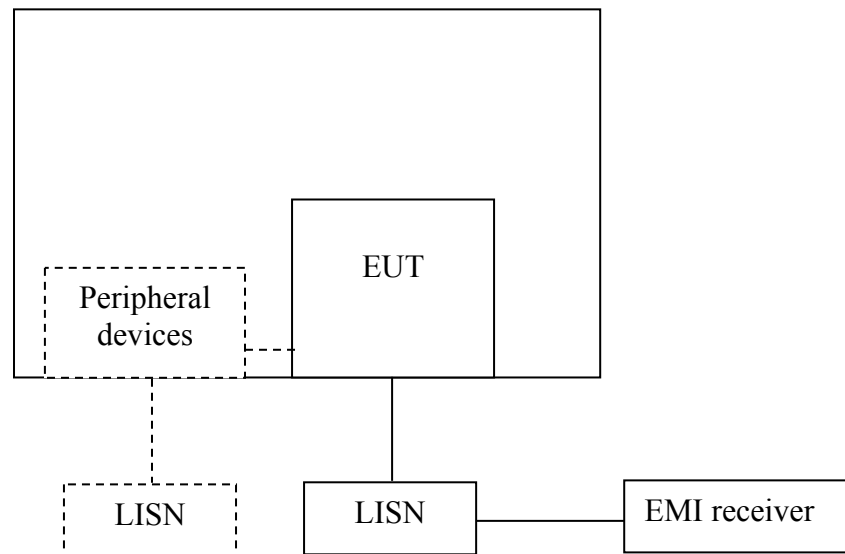 EUT
Peripheral
devices
LISN
LISN
EMI receiver